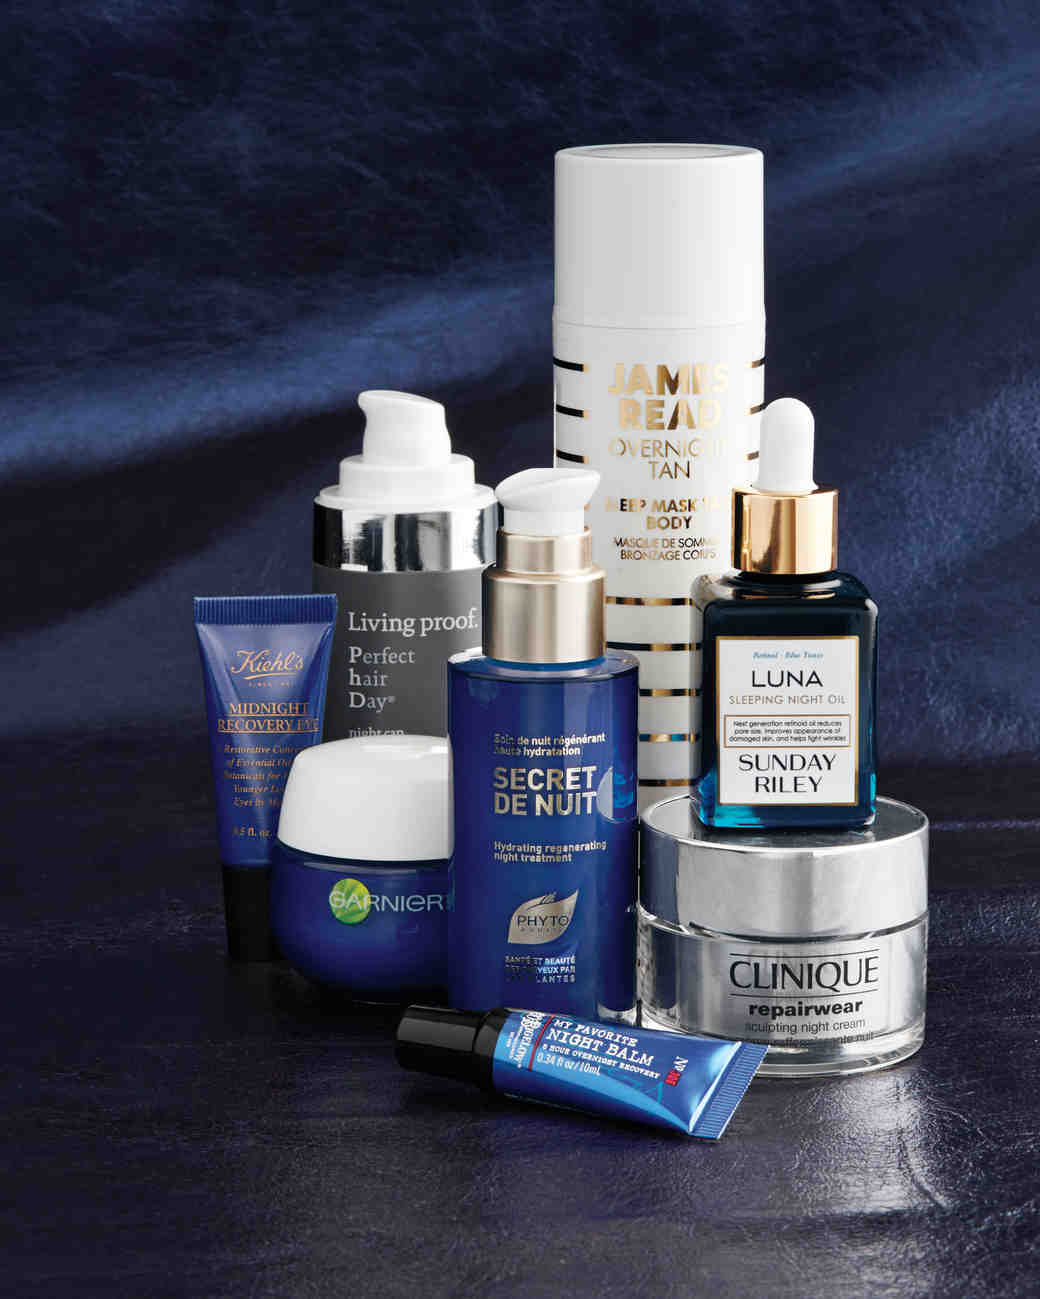 JAMES
READ
OVERNIGHT
TAN
SLEEP MASK
BODY
MASQUE DE SOMMEIL
BRONZAGE CORPS
Living proof.
Perfect
hair
Day®
night cap
Kiehl's
SINCE 1851
MIDNIGHT
RECOVERY EYE
Restorative
of Essential
Botanicals for
Younger
Eyes by
0.5 fl. oz.
GARNIER
Soin de nuit régénérant
haute hydratation
SECRET
DE NUIT
Hydrating regenerating
night treatment
PHYTO
SANTÉ ET BEAUTÉ
DES CHEVEUX PAR
LES PLANTES
Retinol · Blue Tansy
LUNA
SLEEPING NIGHT OIL
Next generation retinoid oil reduces
pore size, improves appearance of
damaged skin, and helps fight wrinkles
SUNDAY
RILEY
CLINIQUE
repairwear
sculpting night cream
raffermissante nuit
BIGELOW
MY FAVORITE
NIGHT BALM
8 HOUR OVERNIGHT RECOVERY
0.34 fl oz/10mL